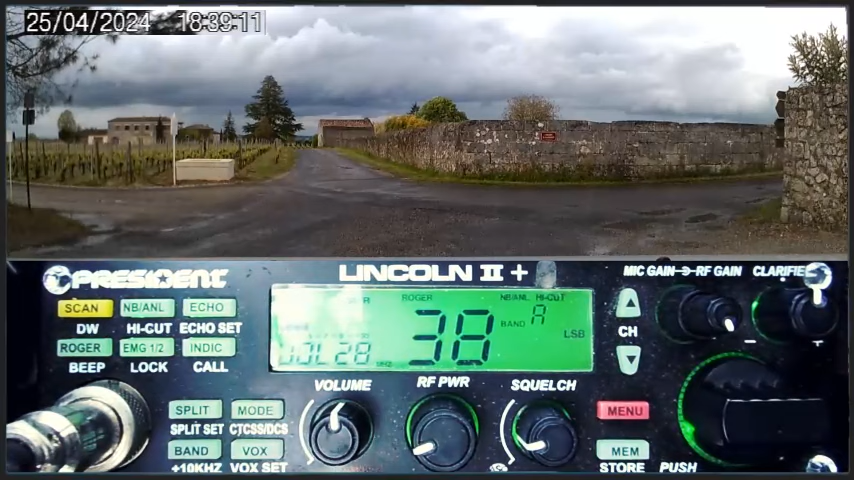 25/04/2024 18:39:11
PRESIDENT
LINCOLN II +
MIC GAIN RF GAIN CLARIFIER
SCAN NB/ANL ECHO
DW HI-CUT ECHO SET
ROGER EMG 1/2 INDIC
BEEP LOCK CALL
ROGER NB/ANL HI-CUT
38 BAND A LSB
CH
VOLUME RF PWR SQUELCH
SPLIT MODE
SPLIT SET CTCSS/DCS
BAND VOX
+10KHZ VOX SET
MENU
MEM
STORE PUSH